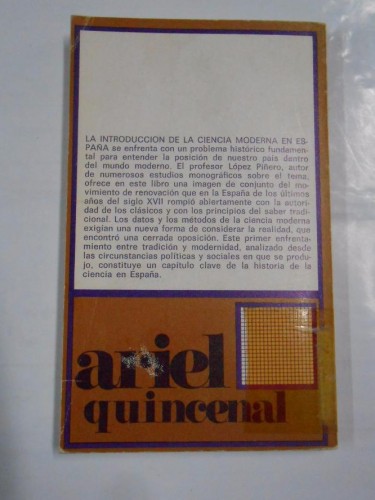 LA INTRODUCCION DE LA CIENCIA MODERNA EN ES-
PAÑA se enfrenta con un problema histórico fundamen-
tal para entender la posición de nuestro país dentro
del mundo moderno. El profesor López Piñero, autor
de numerosos estudios monográficos sobre el tema,
ofrece en este libro una imagen de conjunto del mo-
vimiento de renovación que en la España de los últimos
años del siglo XVII rompió abiertamente con la autori-
dad de los clásicos y con los principios del saber tradi-
cional. Los datos y los métodos de la ciencia moderna
exigían una nueva forma de considerar la realidad, que
encontró una cerrada oposición. Este primer enfrenta-
miento entre tradición y modernidad, analizado desde
las circunstancias políticas y sociales en que se produ-
jo, constituye un capítulo clave de la historia de la
ciencia en España.
ariel
quincenal